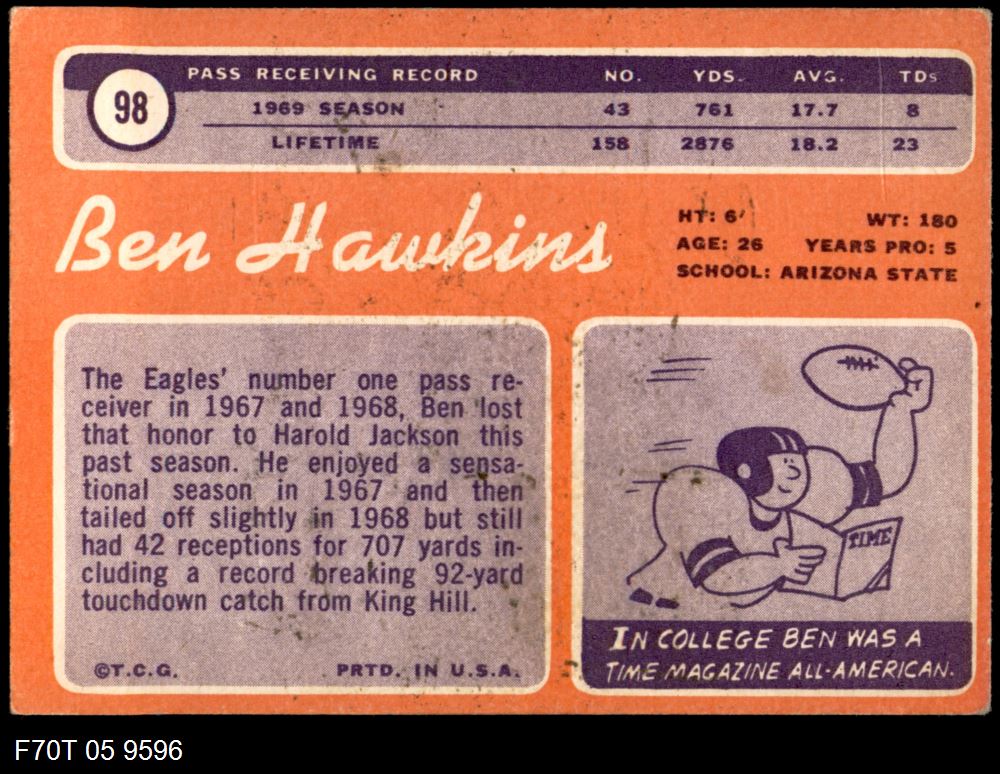 98
PASS RECEIVING RECORD NO. YDS. AVG. TDs
1969 SEASON 43 761 17.7 8
LIFETIME 158 2876 18.2 23
Ben Hawkins
HT: 6' WT: 180
AGE: 26 YEARS PRO: 5
SCHOOL: ARIZONA STATE
The Eagles' number one pass re-
ceiver in 1967 and 1968, Ben lost
that honor to Harold Jackson this
past season. He enjoyed a sensa-
tional season in 1967 and then
tailed off slightly in 1968 but still
had 42 receptions for 707 yards in-
cluding a record breaking 92-yard
touchdown catch from King Hill.
©T.C.G. PRTD. IN U.S.A.
TIME
IN COLLEGE BEN WAS A
TIME MAGAZINE ALL-AMERICAN.
F70T 05 9596